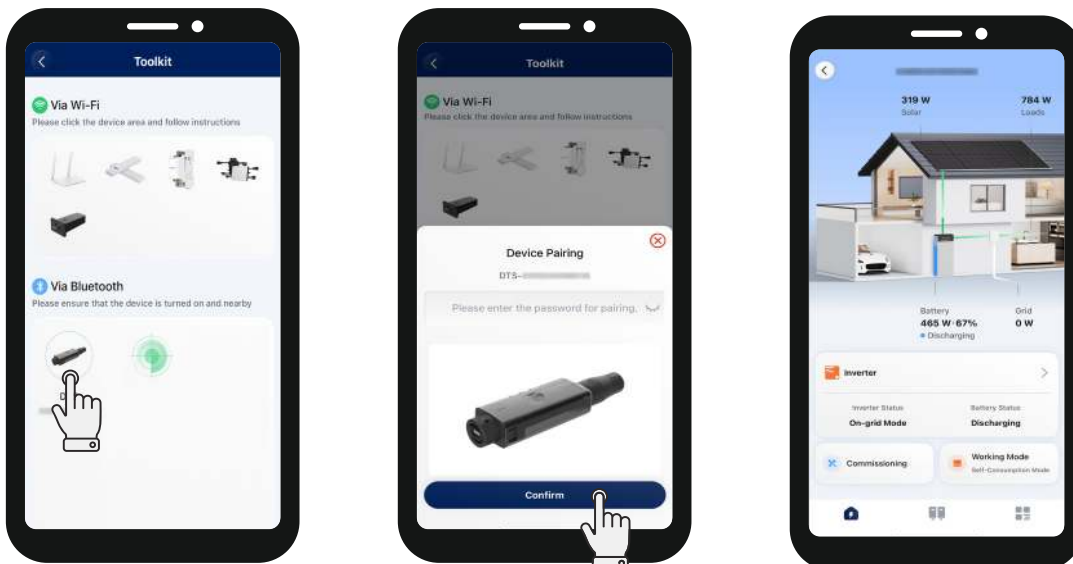 Toolkit
Via Wi-Fi
Please click the device area and follow instructions
Via Bluetooth
Please ensure that the device is turned on and nearby
D
Toolkit
Via Wi-Fi
Please click the device area and follow instructions
Device Pairing
DTS-
Please enter the password for pairing.
Confirm
319 W
Solar
784 W
Loads
Battery
465 W·67%
Discharging
Grid
0 W
Inverter
Inverter Status
On-grid Mode
Battery Status
Discharging
Commissioning
Working Mode
Self-Consumption Mode